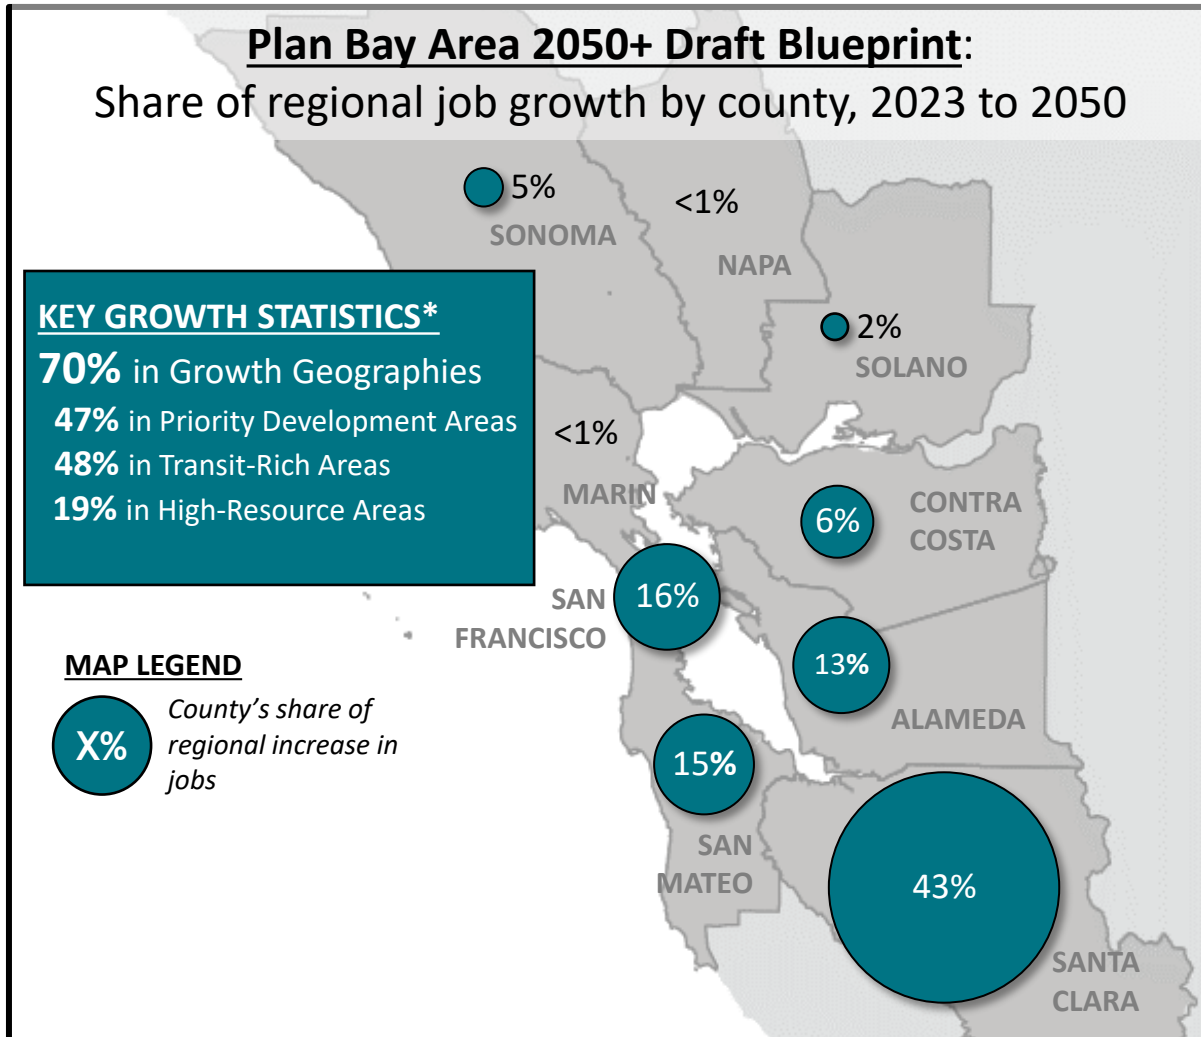 Plan Bay Area 2050+ Draft Blueprint:
Share of regional job growth by county, 2023 to 2050
5%
SONOMA
<1%
NAPA
2%
SOLANO
KEY GROWTH STATISTICS*
70% in Growth Geographies
47% in Priority Development Areas
48% in Transit-Rich Areas
19% in High-Resource Areas
<1%
MARIN
6%
CONTRA
COSTA
16%
SAN
FRANCISCO
13%
ALAMEDA
MAP LEGEND
X%
County's share of
regional increase in
jobs
15%
SAN
MATEO
43%
SANTA
CLARA